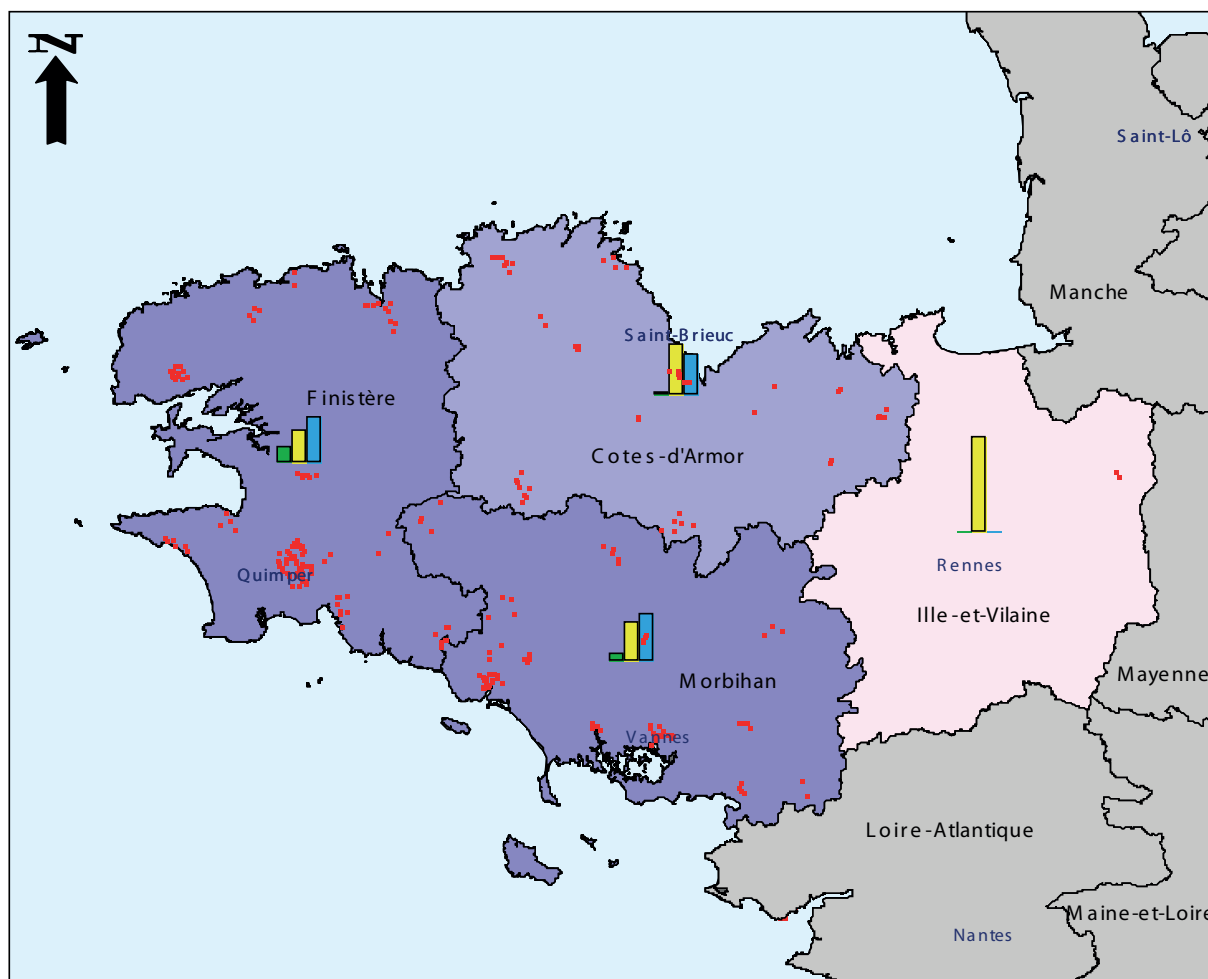 N
Saint-Lô
Manche
Saint-Brieuc
Finistère
Cotes-d'Armor
Rennes
Quimper
Ille-et-Vilaine
Mayenne
Morbihan
Vannes
Loire-Atlantique
Maine-et-Loire
Nantes